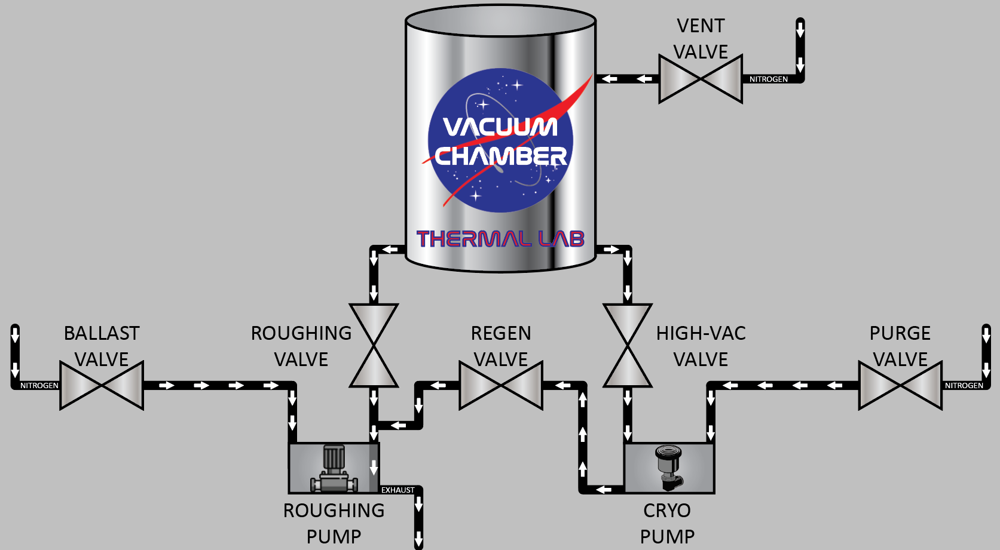 VENT
VALVE
NITROGEN
VACUUM
CHAMBER
THERMAL LAB
BALLAST
VALVE
NITROGEN
ROUGHING
VALVE
REGEN
VALVE
HIGH-VAC
VALVE
PURGE
VALVE
NITROGEN
EXHAUST
ROUGHING
PUMP
CRYO
PUMP